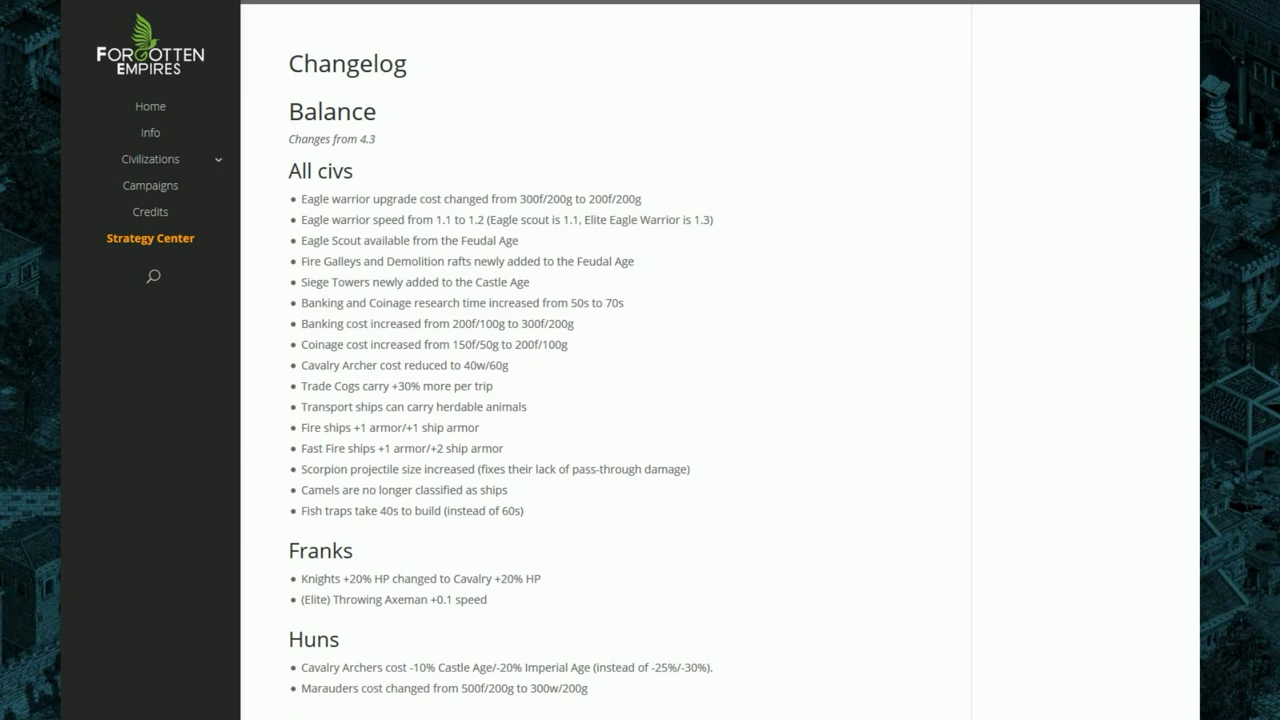 FORGOTTEN
EMPIRES
Home
Info
Civilizations
Campaigns
Credits
Strategy Center
Changelog
Balance
Changes from 4.3
All civs
• Eagle warrior upgrade cost changed from 300f/200g to 200f/200g
• Eagle warrior speed from 1.1 to 1.2 (Eagle scout is 1.1, Elite Eagle Warrior is 1.3)
• Eagle Scout available from the Feudal Age
• Fire Galleys and Demolition rafts newly added to the Feudal Age
• Siege Towers newly added to the Castle Age
• Banking and Coinage research time increased from 50s to 70s
• Banking cost increased from 200f/100g to 300f/200g
• Coinage cost increased from 150f/50g to 200f/100g
• Cavalry Archer cost reduced to 40w/60g
• Trade Cogs carry +30% more per trip
• Transport ships can carry herdable animals
• Fire ships +1 armor/+1 ship armor
• Fast Fire ships +1 armor/+2 ship armor
• Scorpion projectile size increased (fixes their lack of pass-through damage)
• Camels are no longer classified as ships
• Fish traps take 40s to build (instead of 60s)
Franks
• Knights +20% HP changed to Cavalry +20% HP
• (Elite) Throwing Axeman +0.1 speed
Huns
• Cavalry Archers cost -10% Castle Age/-20% Imperial Age (instead of -25%/-30%).
• Marauders cost changed from 500f/200g to 300w/200g